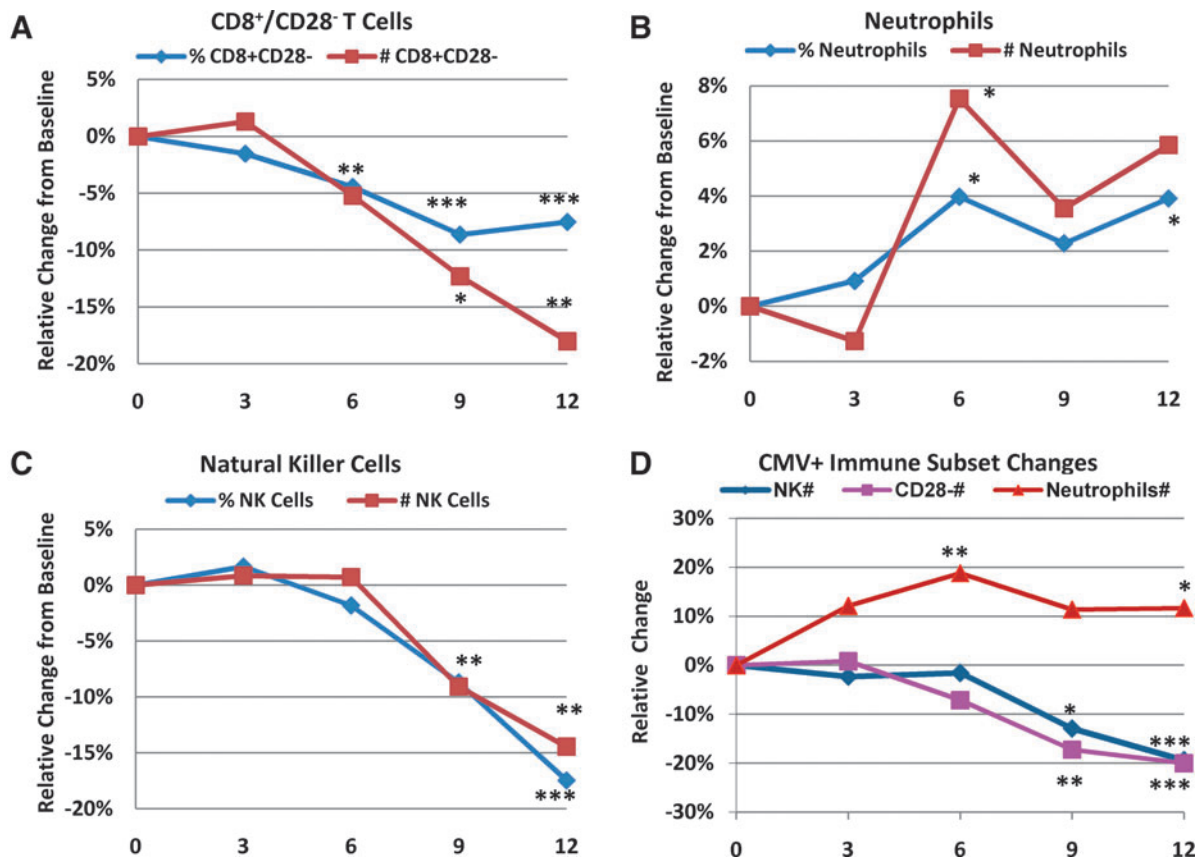 A
CD8+/CD28- T Cells
% CD8+CD28- # CD8+CD28-
Relative Change from Baseline
5%
0%
-5%
-10%
-15%
-20%
**
***
***
*
**
0 3 6 9 12
B
Neutrophils
% Neutrophils # Neutrophils
Relative Change from Baseline
8%
6%
4%
2%
0%
-2%
*
*
*
0 3 6 9 12
C
Natural Killer Cells
% NK Cells # NK Cells
Relative Change from Baseline
5%
0%
-5%
-10%
-15%
-20%
**
**
***
0 3 6 9 12
D
CMV+ Immune Subset Changes
NK# CD28-# Neutrophils#
Relative Change
30%
20%
10%
0%
-10%
-20%
-30%
**
*
*
***
**
***
0 3 6 9 12